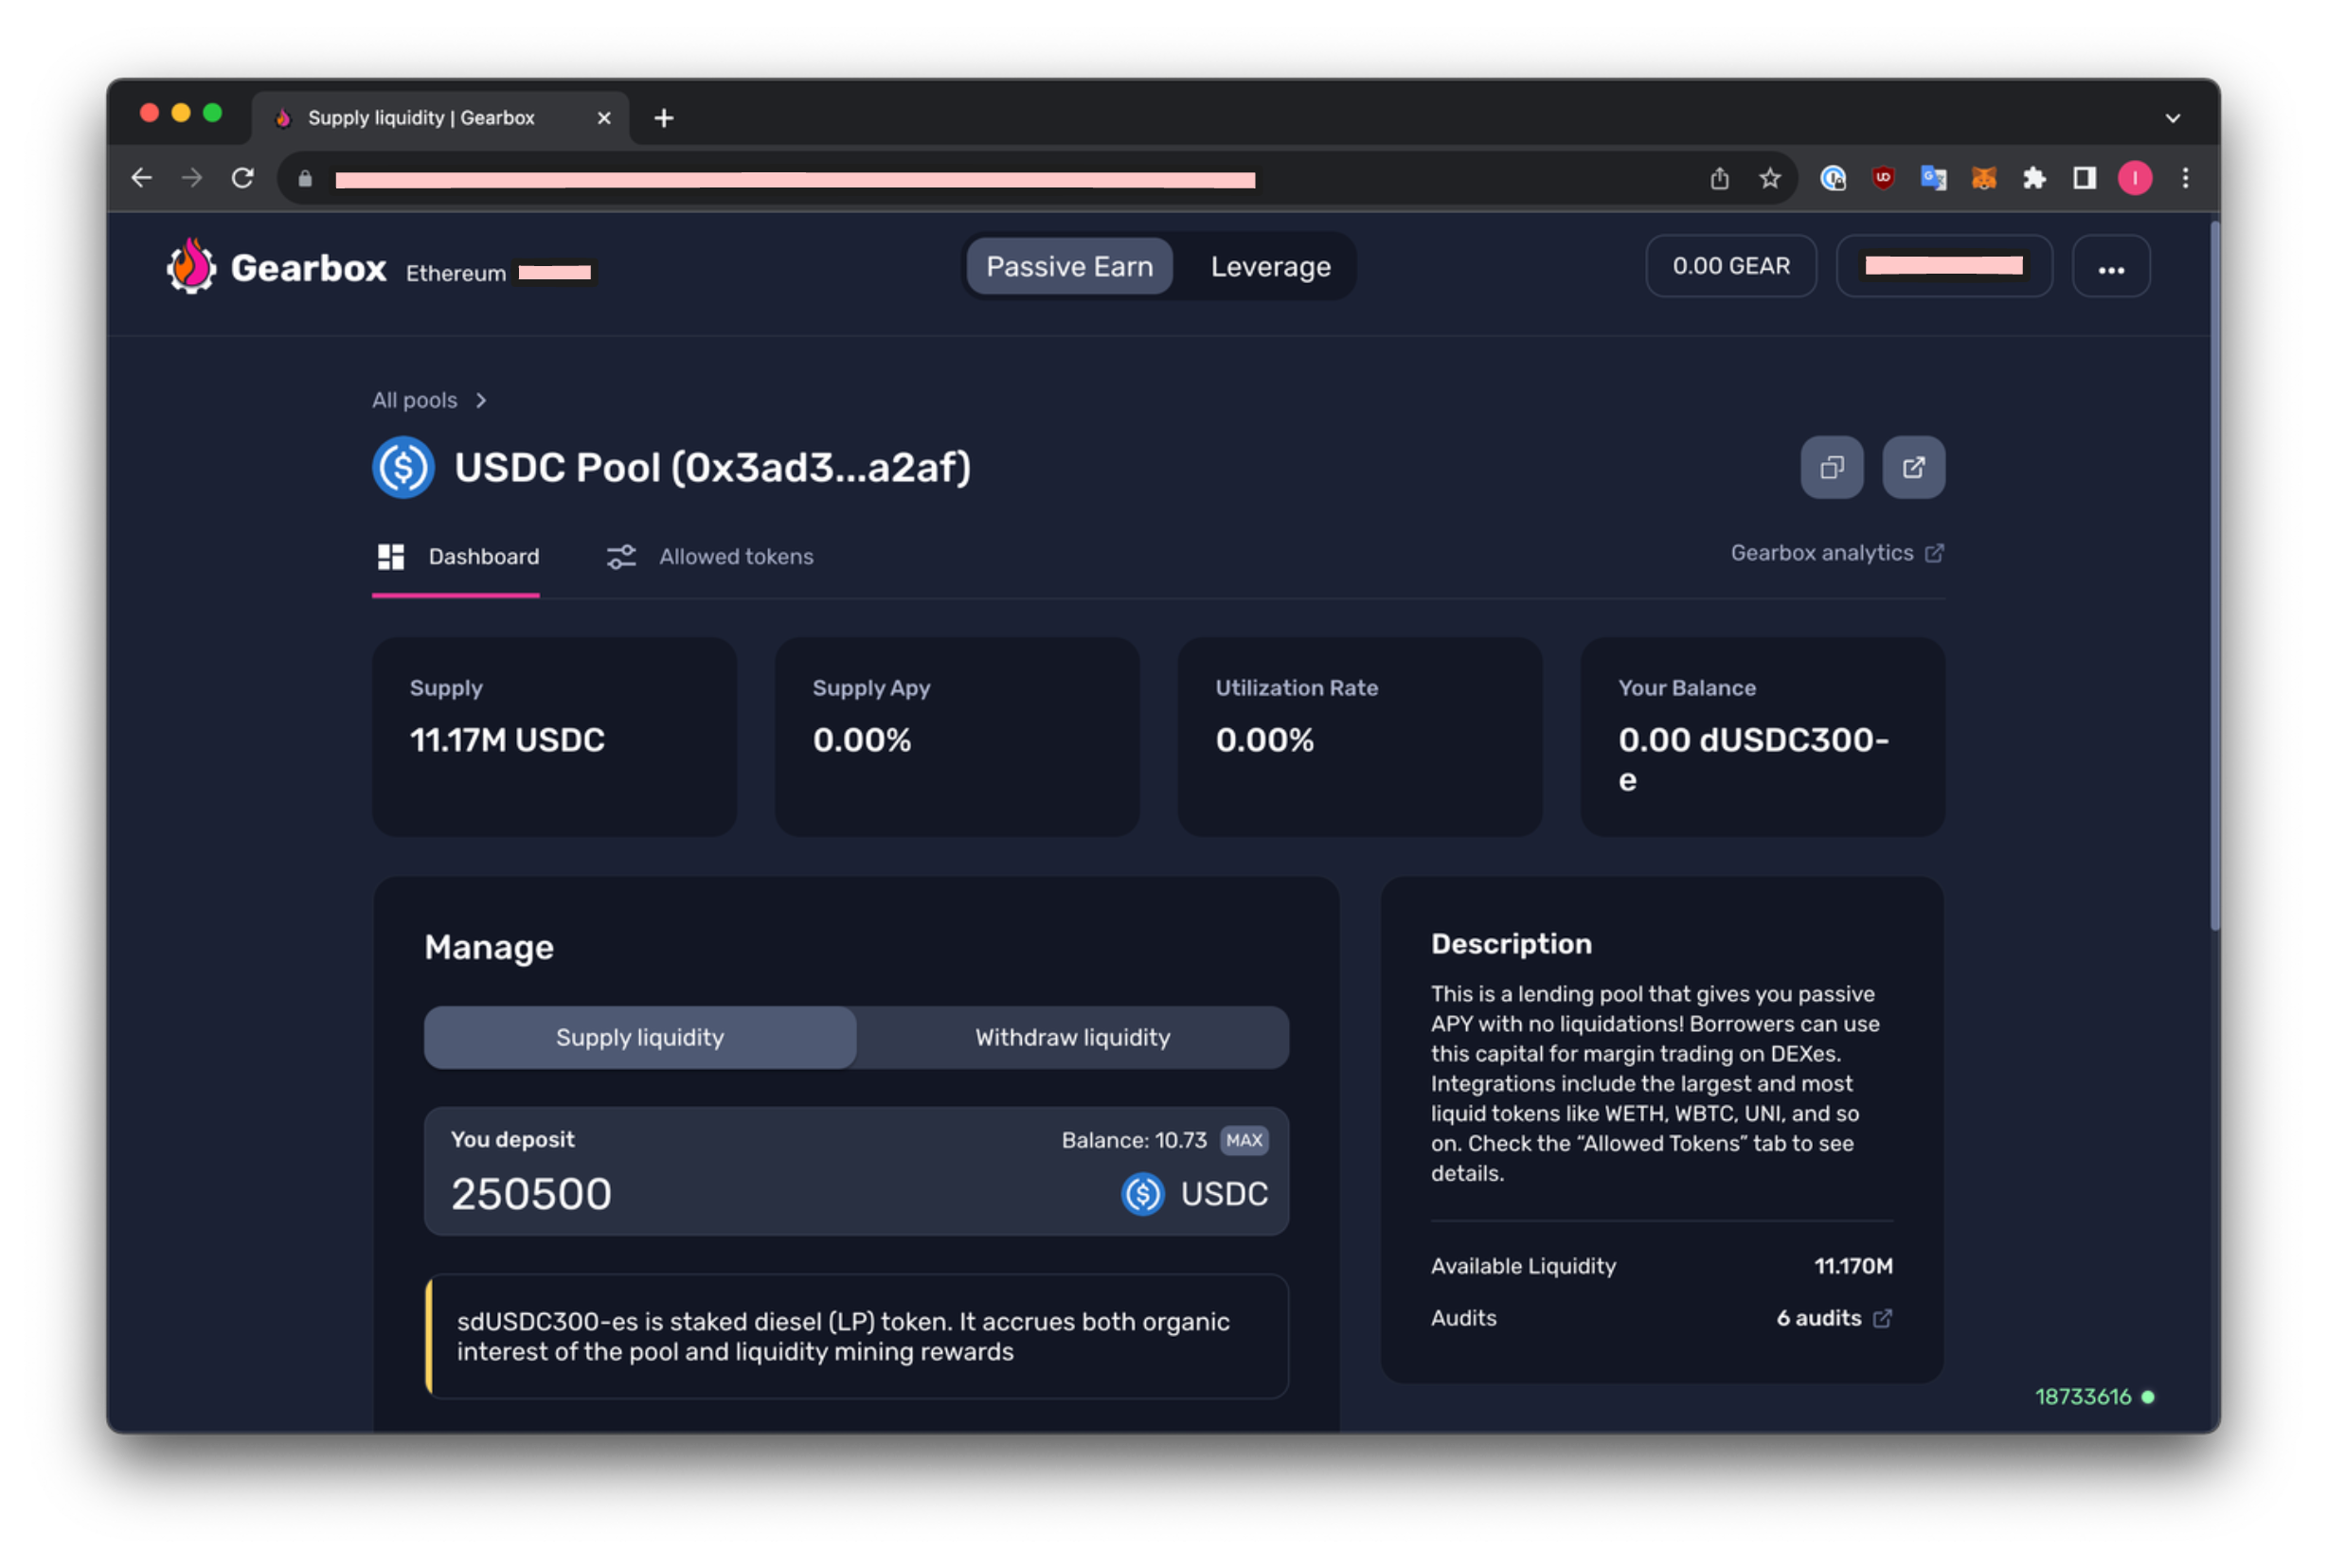 Supply liquidity | Gearbox
Gearbox Ethereum
Passive Earn Leverage
0.00 GEAR
All pools
USDC Pool (0x3ad3...a2af)
Dashboard Allowed tokens
Gearbox analytics
Supply
11.17M USDC
Supply Apy
0.00%
Utilization Rate
0.00%
Your Balance
0.00 dUSDC300-
e
Manage
Supply liquidity Withdraw liquidity
You deposit
Balance: 10.73 MAX
250500
USDC
sdUSDC300-es is staked diesel (LP) token. It accrues both organic
interest of the pool and liquidity mining rewards
Description
This is a lending pool that gives you passive
APY with no liquidations! Borrowers can use
this capital for margin trading on DEXes.
Integrations include the largest and most
liquid tokens like WETH, WBTC, UNI, and so
on. Check the “Allowed Tokens” tab to see
details.
Available Liquidity 11.170M
Audits 6 audits
18733616